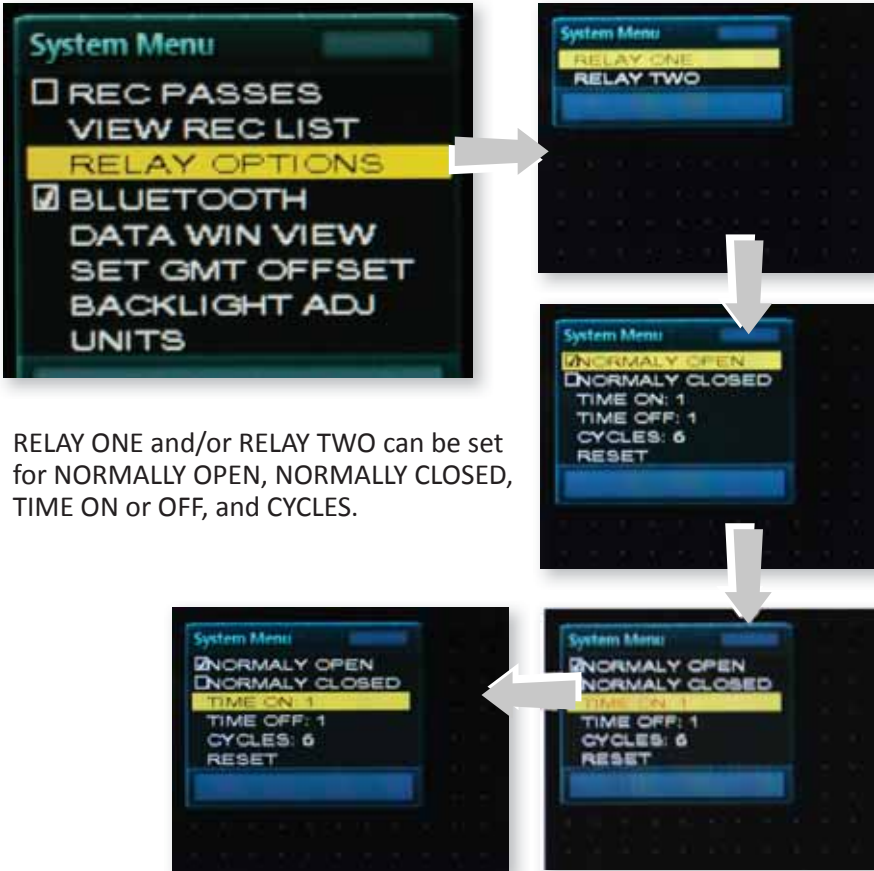 System Menu
REC PASSES
VIEW REC LIST
RELAY OPTIONS
BLUETOOTH
DATA WIN VIEW
SET GMT OFFSET
BACKLIGHT ADJ
UNITS
System Menu
RELAY ONE
RELAY TWO
System Menu
NORMALY OPEN
NORMALY CLOSED
TIME ON: 1
TIME OFF: 1
CYCLES: 6
RESET
RELAY ONE and/or RELAY TWO can be set
for NORMALLY OPEN, NORMALLY CLOSED,
TIME ON or OFF, and CYCLES.
System Menu
NORMALY OPEN
NORMALY CLOSED
TIME ON: 1
TIME OFF: 1
CYCLES: 6
RESET
System Menu
NORMALY OPEN
NORMALY CLOSED
TIME ON: 1
TIME OFF: 1
CYCLES: 6
RESET